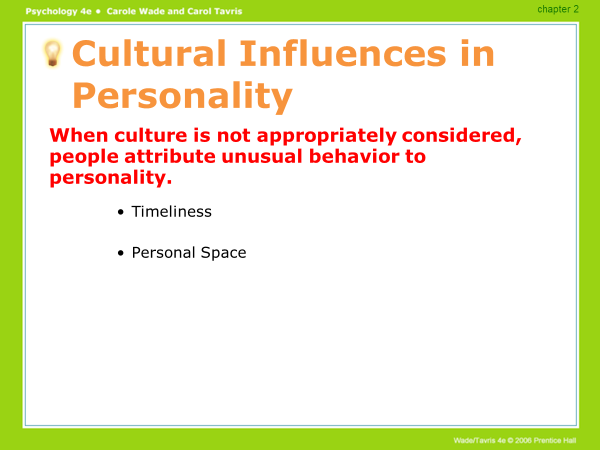 Psychology 4e • Carole Wade and Carol Tavris
chapter 2
Cultural Influences in
Personality
When culture is not appropriately considered,
people attribute unusual behavior to
personality.
• Timeliness
• Personal Space
Wade/Tavris 4e © 2006 Prentice Hall